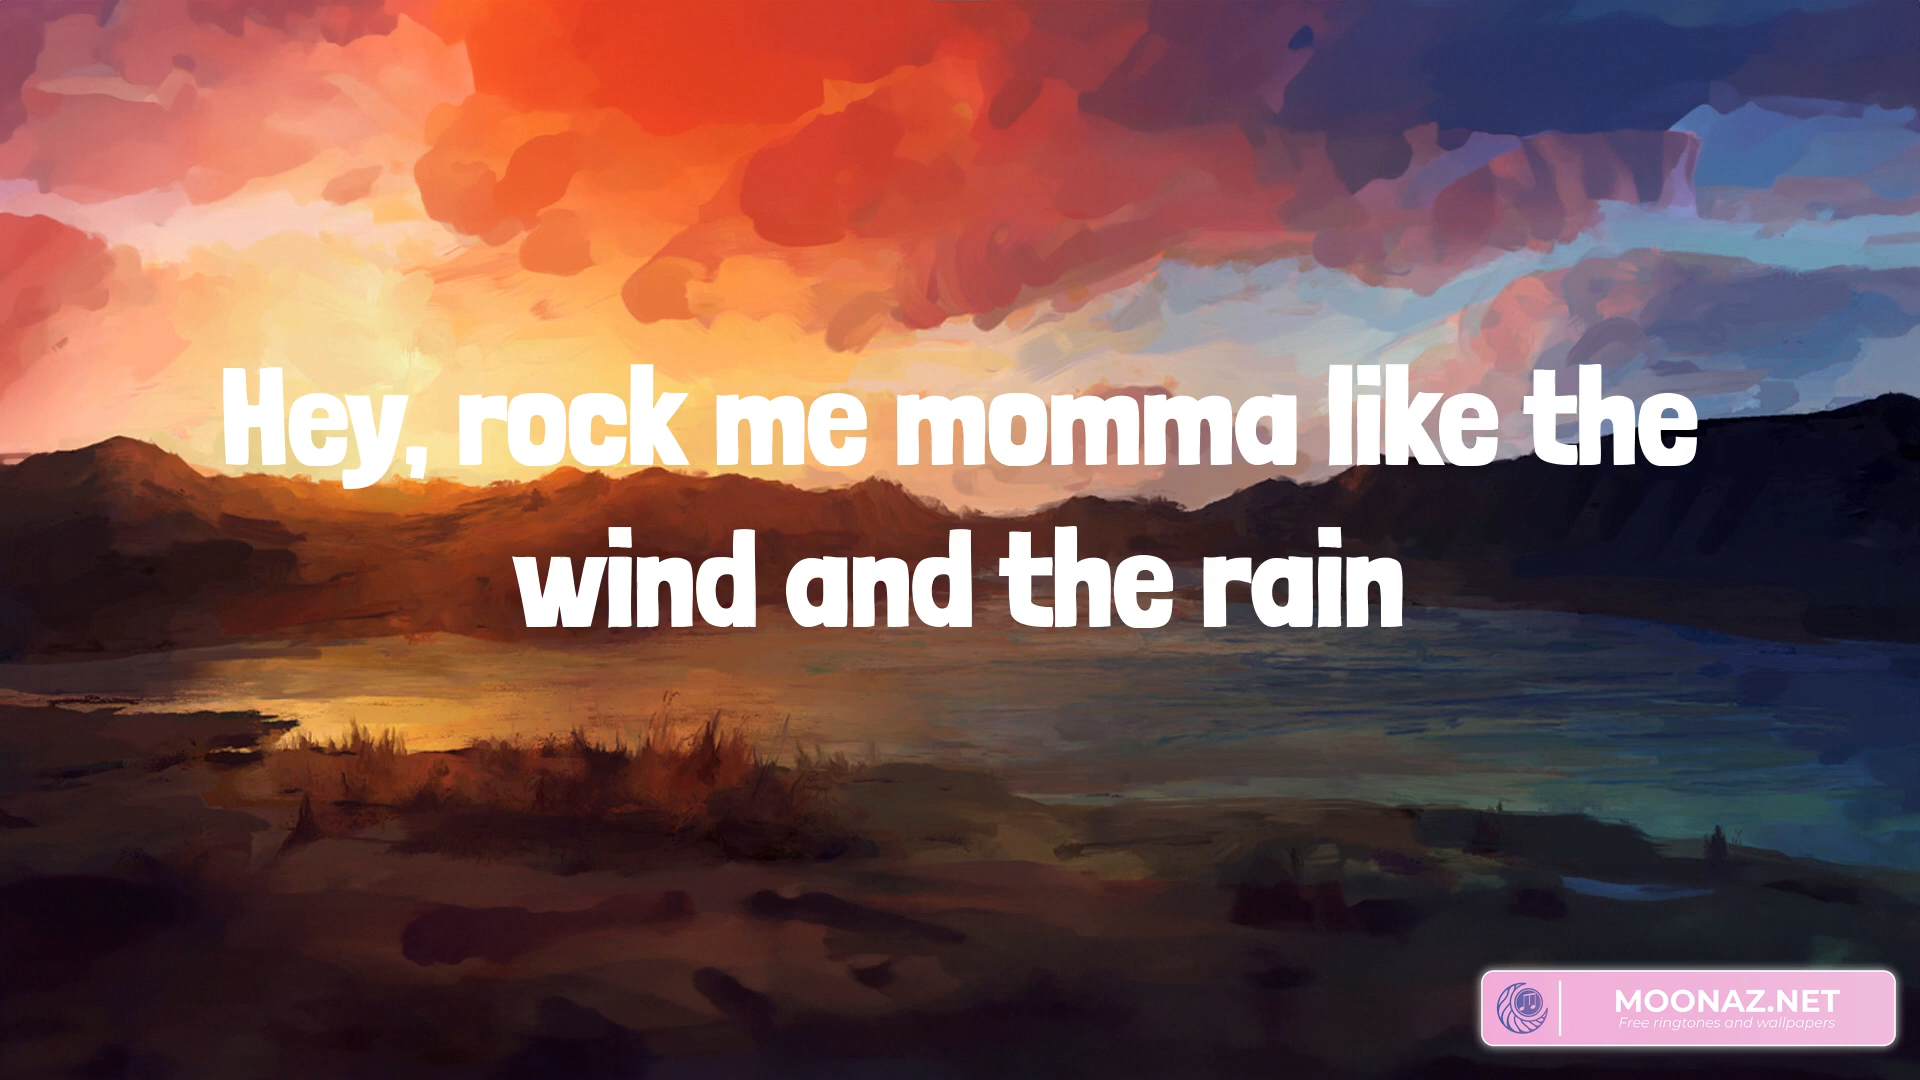 Hey, rock me momma like the
wind and the rain
MOONAZ.NET
Free ringtones and wallpapers